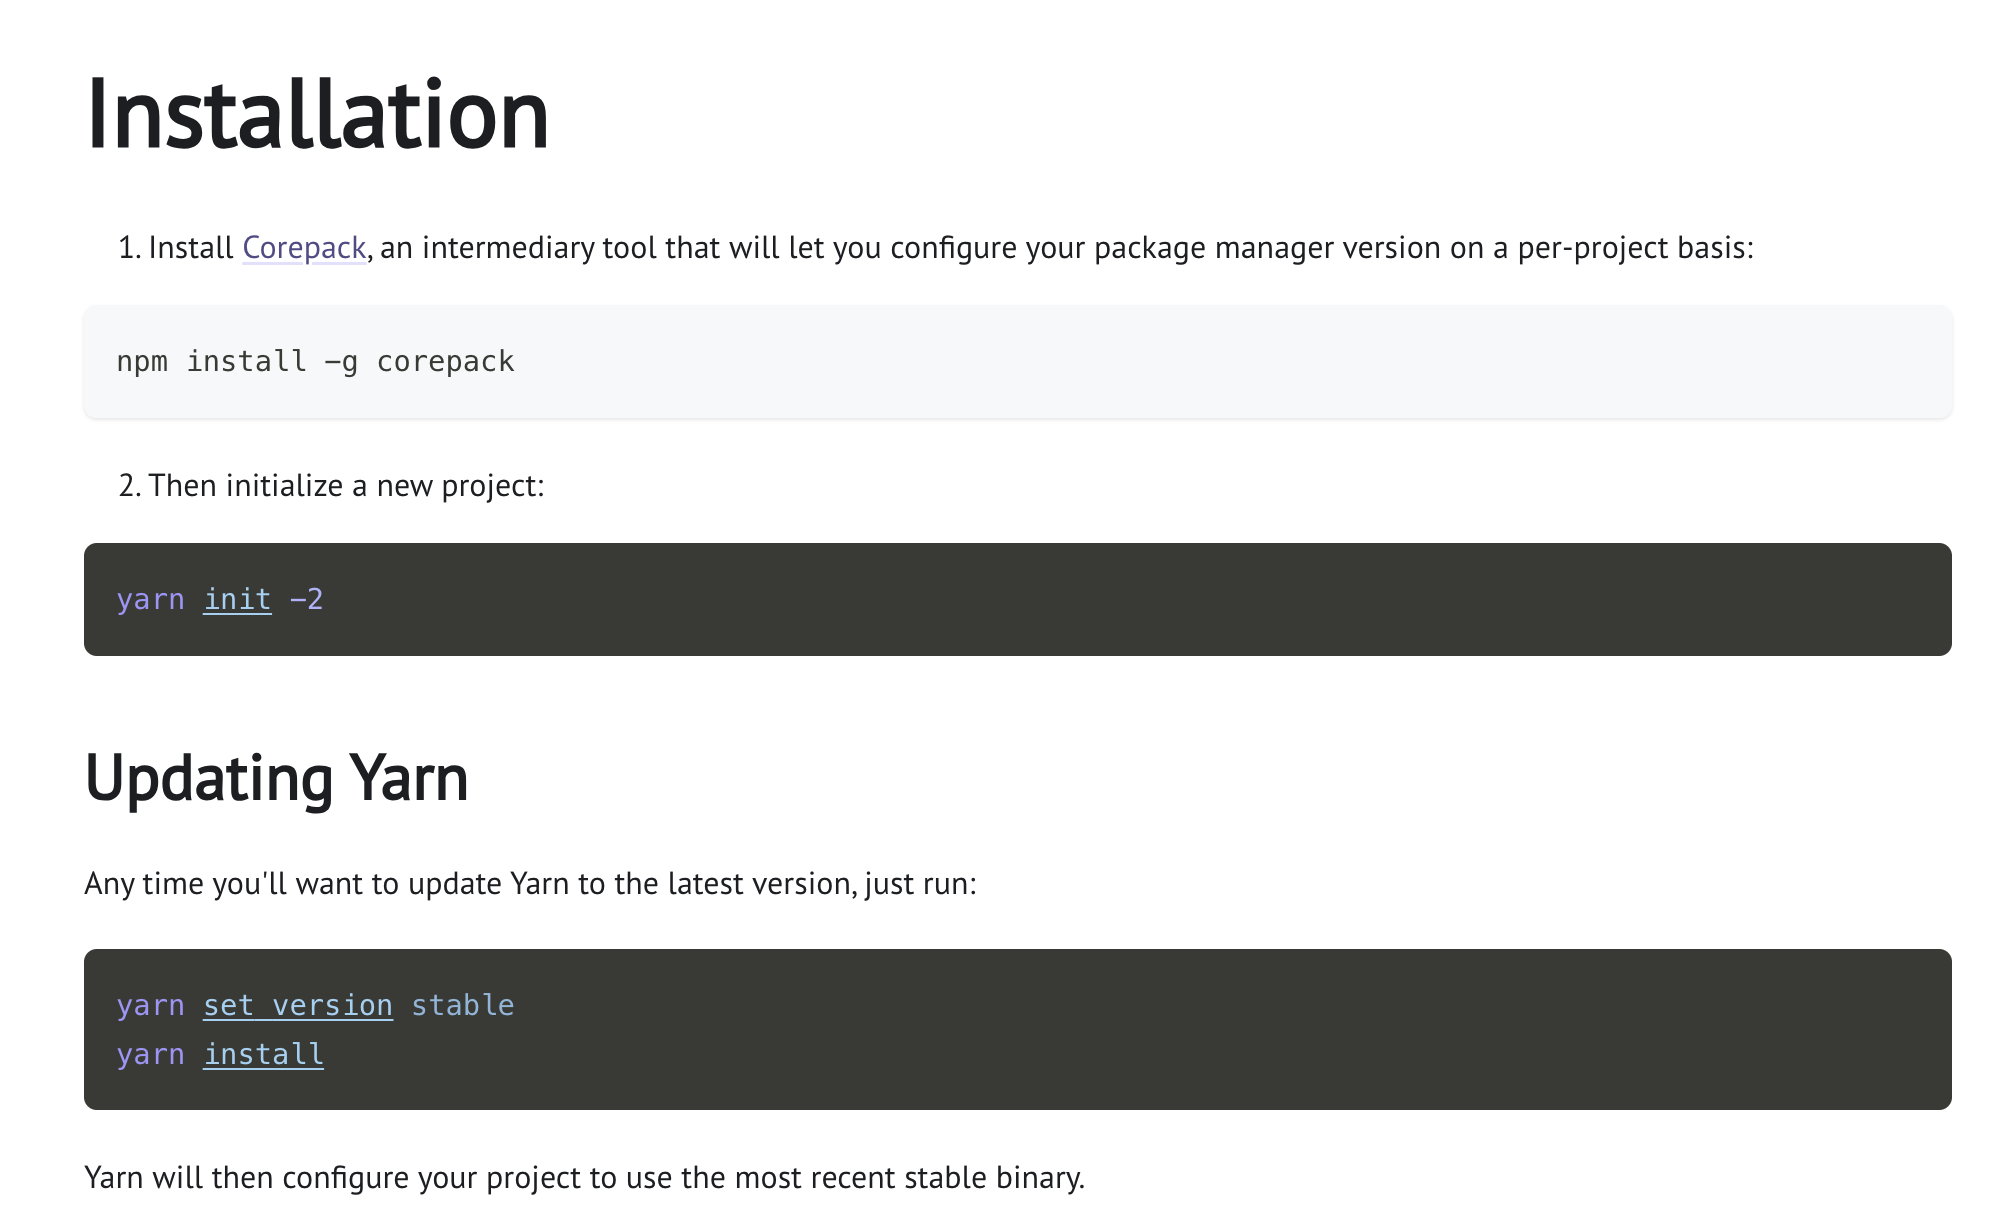 Installation
1. Install Corepack, an intermediary tool that will let you configure your package manager version on a per-project basis:
npm install -g corepack
2. Then initialize a new project:
yarn init -2
Updating Yarn
Any time you'll want to update Yarn to the latest version, just run:
yarn set version stable
yarn install
Yarn will then configure your project to use the most recent stable binary.